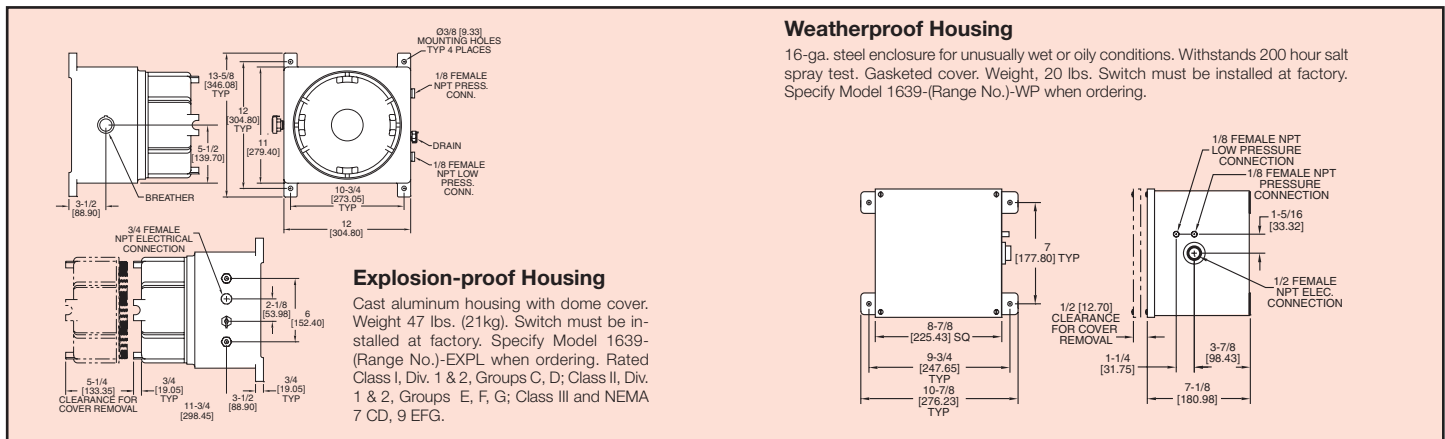 Ø3/8 [9.33]
MOUNTING HOLES
TYP 4 PLACES
1/8 FEMALE
NPT PRESS.
CONN.
13-5/8
[346.08]
TYP
12
[304.80]
TYP
11
[279.40]
5-1/2
[139.70]
DRAIN
1/8 FEMALE
NPT LOW
PRESS.
CONN.
BREATHER
3-1/2
[88.90]
10-3/4
[273.05]
TYP
12
[304.80]
3/4 FEMALE
NPT ELECTRICAL
CONNECTION
2-1/8
[53.98]
6
[152.40]
5-1/4
[133.35]
CLEARANCE FOR
COVER REMOVAL
3/4
[19.05]
TYP
11-3/4
[298.45]
3-1/2
[88.90]
3/4
[19.05]
TYP
Explosion-proof Housing
Cast aluminum housing with dome cover.
Weight 47 lbs. (21kg). Switch must be in-
stalled at factory. Specify Model 1639-
(Range No.)-EXPL when ordering. Rated
Class I, Div. 1 & 2, Groups C, D; Class II, Div.
1 & 2, Groups E, F, G; Class III and NEMA
7 CD, 9 EFG.
Weatherproof Housing
16-ga. steel enclosure for unusually wet or oily conditions. Withstands 200 hour salt
spray test. Gasketed cover. Weight, 20 lbs. Switch must be installed at factory.
Specify Model 1639-(Range No.)-WP when ordering.
1/8 FEMALE NPT
LOW PRESSURE
CONNECTION
1/8 FEMALE NPT
PRESSURE
CONNECTION
1-5/16
[33.32]
7
[177.80] TYP
1/2 FEMALE
NPT ELEC.
CONNECTION
1/2 [12.70]
CLEARANCE
FOR COVER
REMOVAL
8-7/8
[225.43] SQ
9-3/4
[247.65]
TYP
10-7/8
[276.23]
TYP
1-1/4
[31.75]
3-7/8
[98.43]
7-1/8
[180.98]